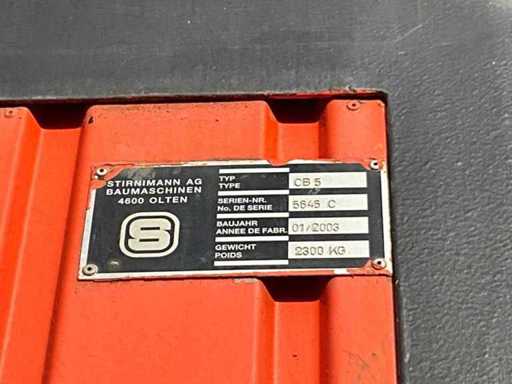 STIRNIMANN AG
BAUMASCHINEN
4600 OLTEN
S
TYP
TYPE
CB 5
SERIEN-NR.
No. DE SERIE
5645 C
BAUJAHR
ANNEE DE FABR.
01/2003
GEWICHT
POIDS
2300 KG